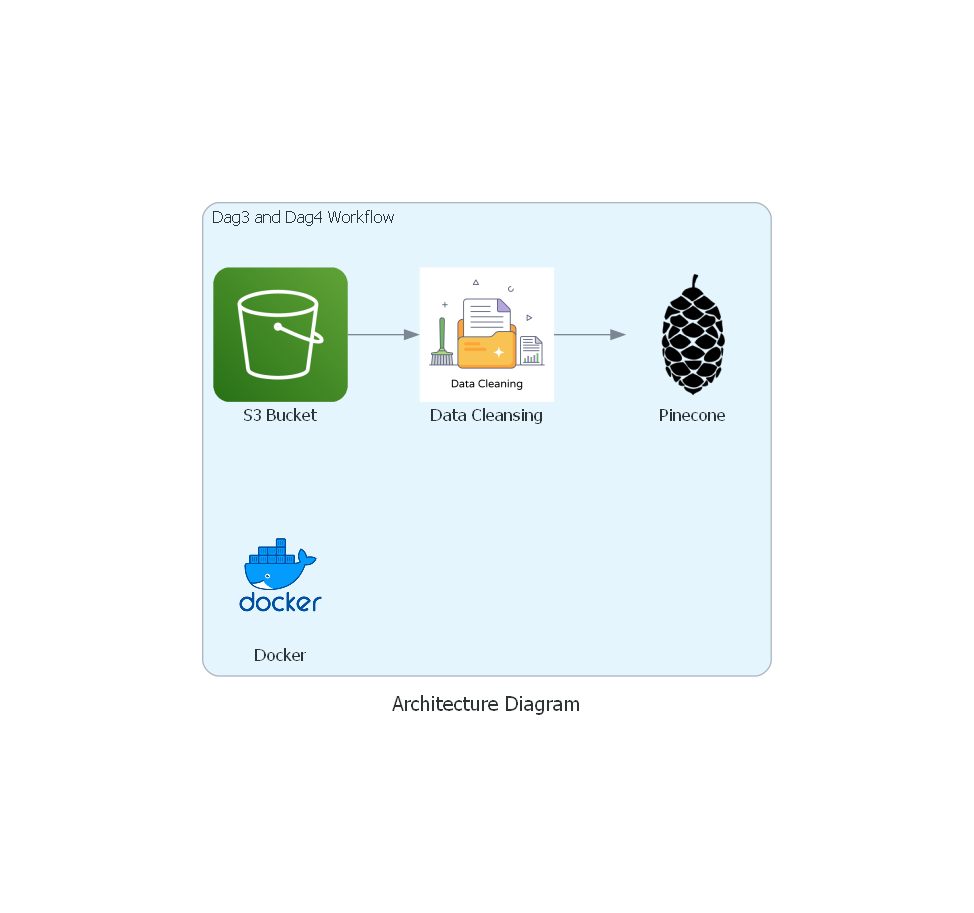 Dag3 and Dag4 Workflow
Data Cleaning
S3 Bucket
Data Cleansing
Pinecone
docker
Docker
Architecture Diagram